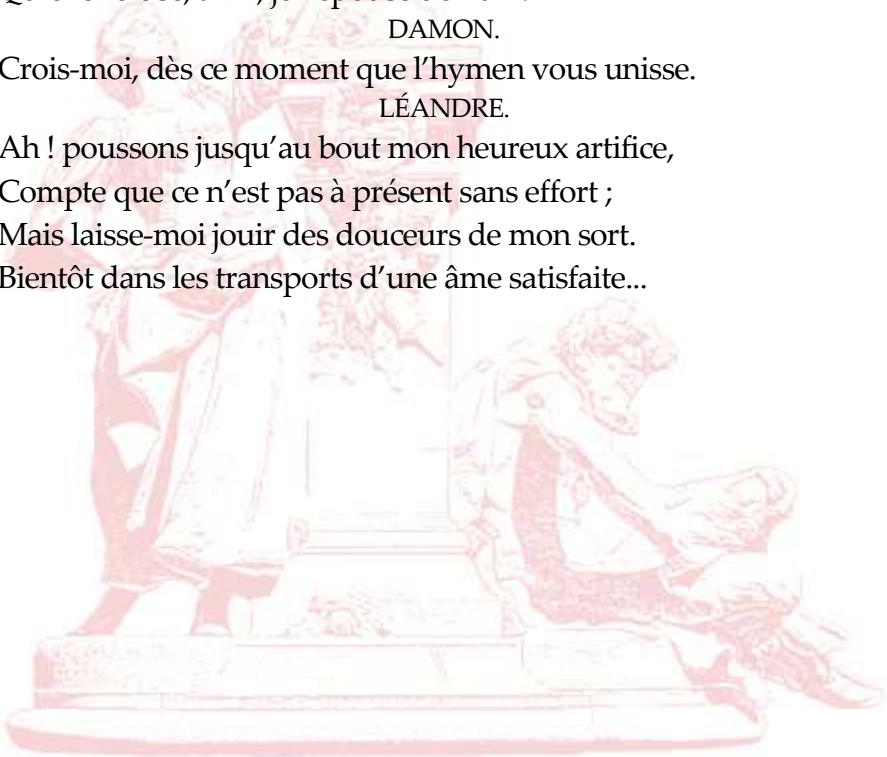 DAMON.
Crois-moi, dès ce moment que l’hymen vous unisse.
LÉANDRE.
Ah ! poussons jusqu’au bout mon heureux artifice,
Compte que ce n’est pas à présent sans effort ;
Mais laisse-moi jouir des douceurs de mon sort.
Bientôt dans les transports d’une âme satisfaite...